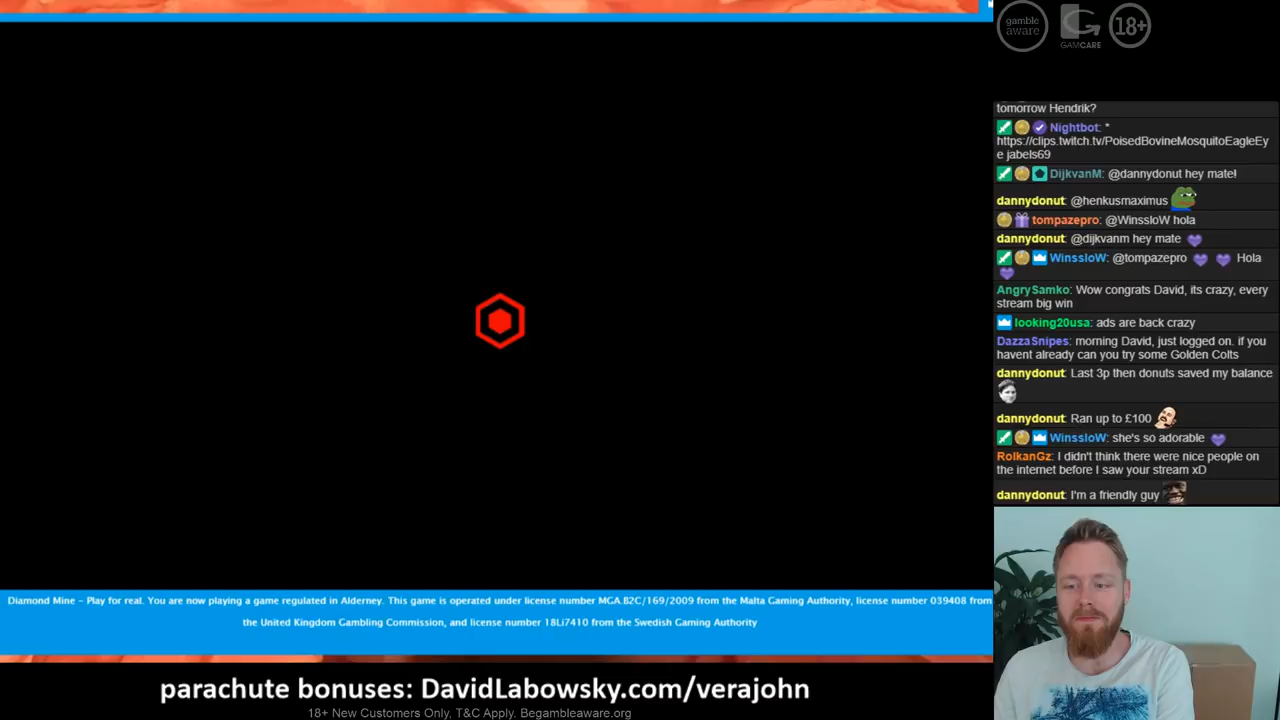 gamble
aware
GAMCARE
18+
tomorrow Hendrik?
Nightbot: *
https://clips.twitch.tv/PoisedBovineMosquitoEagleEy
e jabels69
DijkvanM: @dannydonut hey mate!
dannydonut: @henkusmaximus
tompazepro: @WinssloW hola
dannydonut: @dijkvanm hey mate
WinssloW: @tompazepro Hola
AngrySamko: Wow congrats David, its crazy, every
stream big win
looking20usa: ads are back crazy
DazzaSnipes: morning David, just logged on. if you
havent already can you try some Golden Colts
dannydonut: Last 3p then donuts saved my balance
dannydonut: Ran up to £100
WinssloW: she's so adorable
RolkanGz: I didn't think there were nice people on
the internet before I saw your stream xD
dannydonut: I'm a friendly guy
Diamond Mine – Play for real. You are now playing a game regulated in Alderney. This game is operated under license number MGA.B2C/169/2009 from the Malta Gaming Authority, license number 039408 from
the United Kingdom Gambling Commission, and license number 18Li7410 from the Swedish Gaming Authority
parachute bonuses: DavidLabowsky.com/verajohn
18+ New Customers Only, T&C Apply. Begambleaware.org